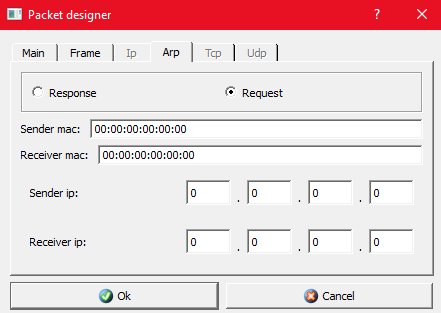 Packet designer ? ×
Main Frame Ip Arp Tcp Udp
Response Request
Sender mac: 00:00:00:00:00:00
Receiver mac: 00:00:00:00:00:00
Sender ip: 0 . 0 . 0 . 0
Receiver ip: 0 . 0 . 0 . 0
Ok Cancel